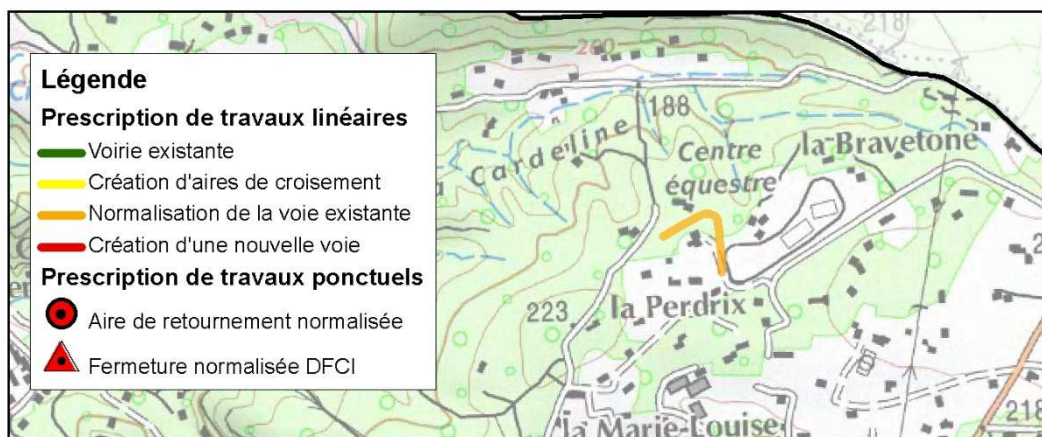 Légende
Prescription de travaux linéaires
Voirie existante
Création d'aires de croisement
Normalisation de la voie existante
Création d'une nouvelle voie
Prescription de travaux ponctuels
Aire de retournement normalisée
Fermeture normalisée DFCI
218
260
188
Cardeline
Centre
équestre
la Bravetone
223
la Perdrix
la Marie-Louise
218